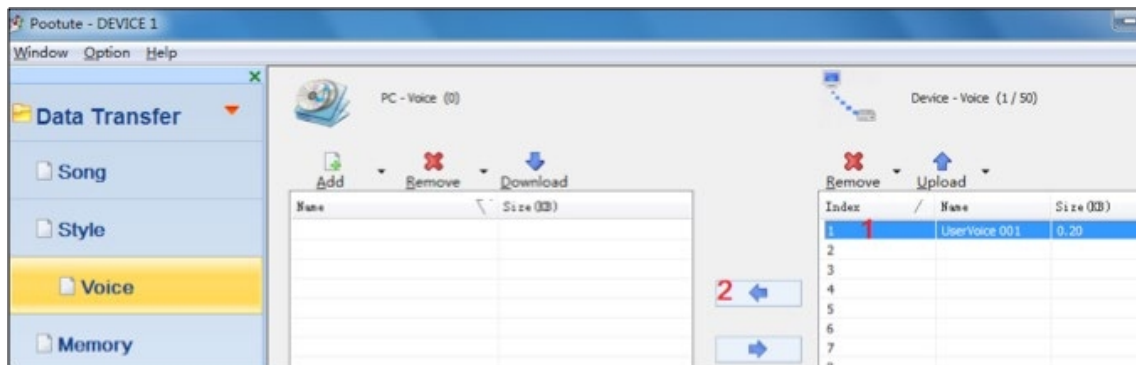 Pootute - DEVICE 1
Window Option Help
Data Transfer
Song
Style
Voice
Memory
PC - Voice (0)
Add Remove Download
Name Size(KB)
2
Device - Voice (1 / 50)
Remove Upload
Index / Name Size(KB)
1 1 UserVoice 001 0.20
2
3
4
5
6
7